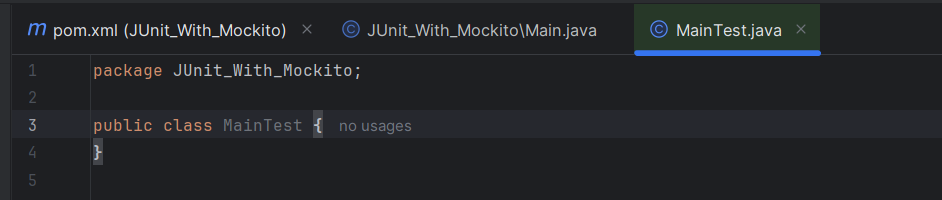 m pom.xml (JUnit_With_Mockito) × © JUnit_With_Mockito\Main.java © MainTest.java ×
1 package JUnit_With_Mockito;
2
3 public class MainTest { no usages
4 }
5